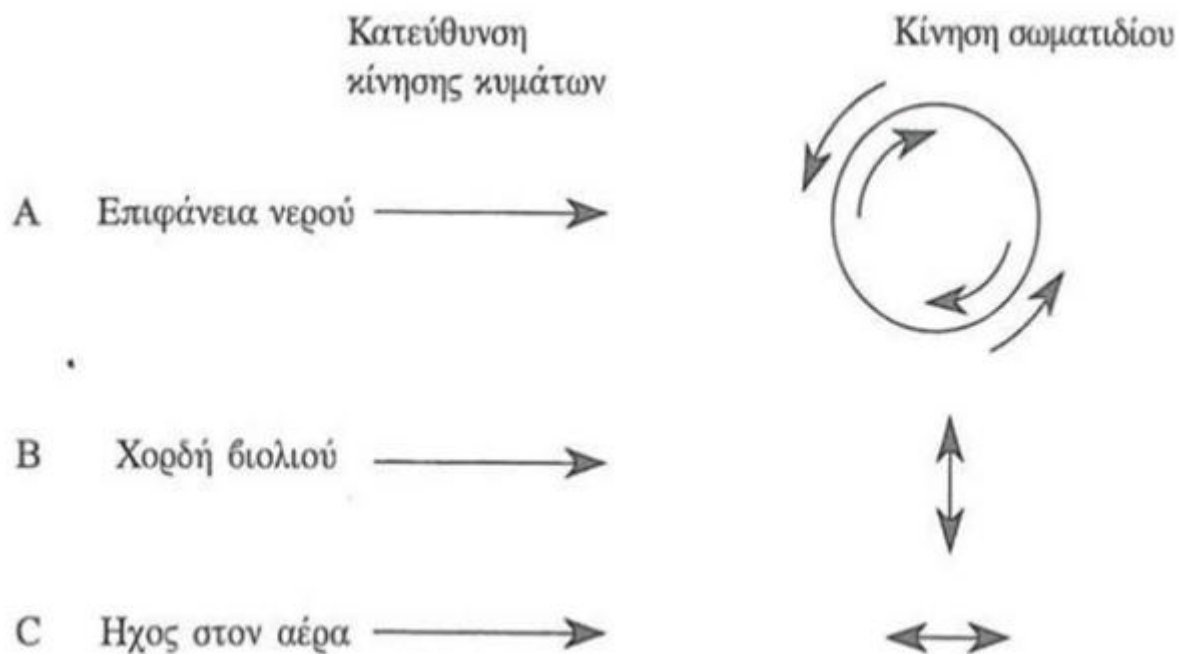 Κατεύθυνση
κίνησης κυμάτων
Κίνηση σωματιδίου
A Επιφάνεια νερού
B Χορδή βιολιού
C Ηχος στον αέρα